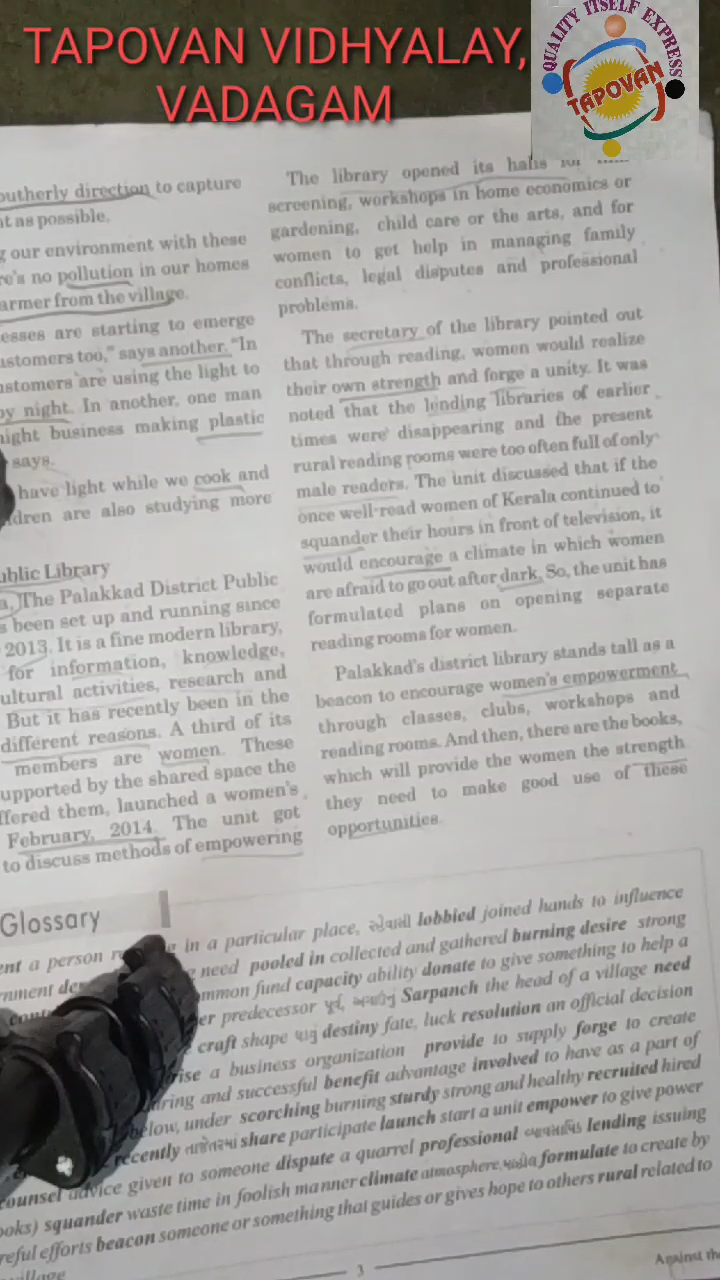 TAPOVAN VIDHYALAY,
VADAGAM
QUALITY ITSELF EXPRESS
TAPOVAN
outherly direction to capture
as possible.
our environment with these
no pollution in our homes
armer from the village.
esses are starting to emerge
ustomers too," says another. "In
ustomers are using the light to
by night. In another, one man
ight business making plastic
says.
have light while we cook and
dren are also studying more
ublic Library
The Palakkad District Public
been set up and running since
2013. It is a fine modern library,
for information, knowledge,
ultural activities, research and
But it has recently been in the
different reasons. A third of its
members are women. These
upported by the shared space the
ffered them, launched a women's
February, 2014. The unit got
to discuss methods of empowering
The library opened its halls
screening, workshops in home economics or
gardening, child care or the arts, and for
women to get help in managing family
conflicts, legal disputes and professional
problems.
The secretary of the library pointed out
that through reading, women would realize
their own strength and forge a unity. It was
noted that the lending libraries of earlier
times were disappearing and the present
rural reading rooms were too often full of only
male readers. The unit discussed that if the
once well-read women of Kerala continued to
squander their hours in front of television, it
would encourage a climate in which women
are afraid to go out after dark. So, the unit has
formulated plans on opening separate
reading rooms for women.
Palakkad's district library stands tall as a
beacon to encourage women's empowerment
through classes, clubs, workshops and
reading rooms. And then, there are the books,
which will provide the women the strength
they need to make good use of these
opportunities.
Glossary
a person in a particular place, lobbied joined hands to influence
need pooled in collected and gathered burning desire strong
mmon fund capacity ability donate to give something to help a
er predecessor Sarpanch the head of a village need
craft shape destiny fate, luck resolution an official decision
rise a business organization provide to supply forge to create
ring and successful benefit advantage involved to have as a part of
below, under scorching burning sturdy strong and healthy recruited hired
recently share participate launch start a unit empower to give power
counsel advice given to someone dispute a quarrel professional lending issuing
ooks) squander waste time in foolish manner climate atmosphere, formulate to create by
reful efforts beacon someone or something that guides or gives hope to others rural related to
village
3
Against the